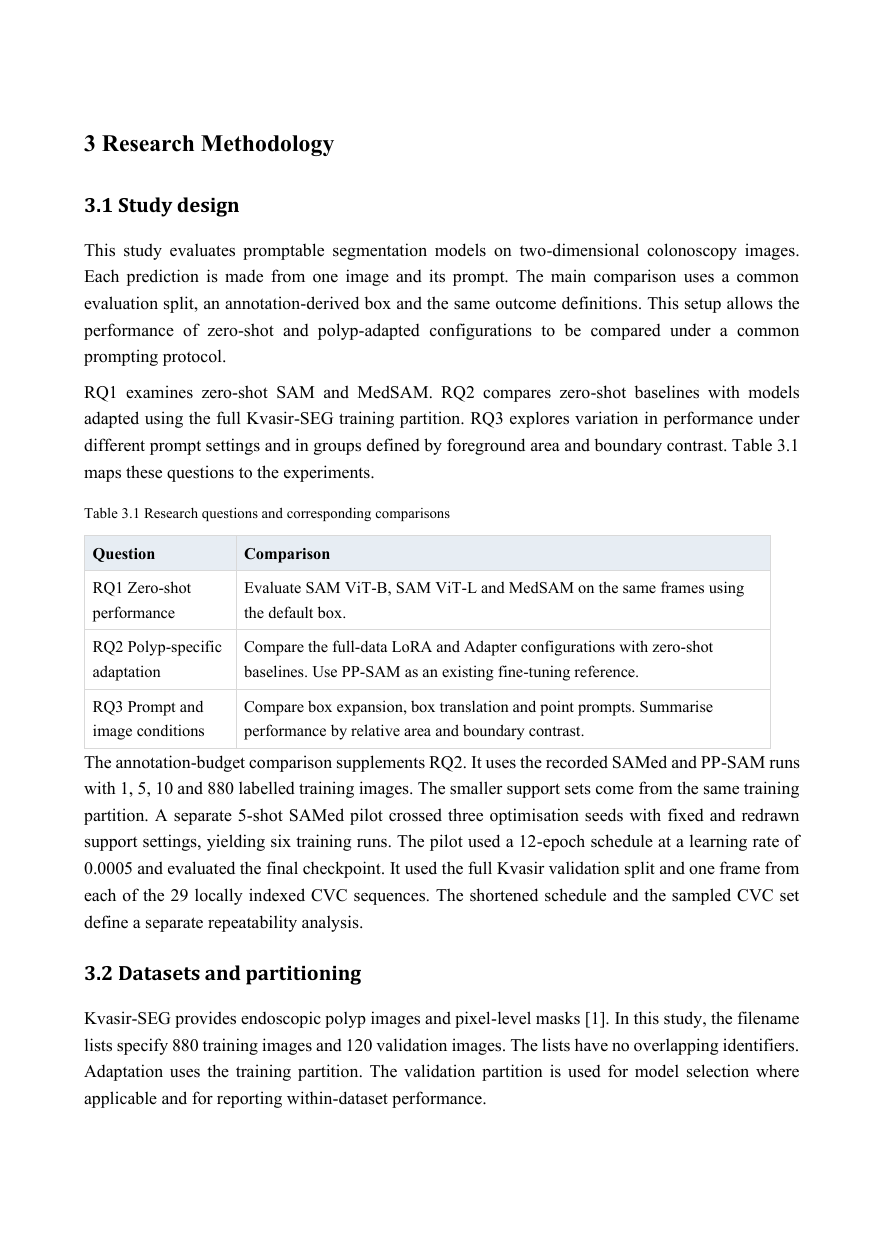 3 Research Methodology
3.1 Study design
This study evaluates promptable segmentation models on two-dimensional colonoscopy images.
Each prediction is made from one image and its prompt. The main comparison uses a common
evaluation split, an annotation-derived box and the same outcome definitions. This setup allows the
performance of zero-shot and polyp-adapted configurations to be compared under a common
prompting protocol.
RQ1 examines zero-shot SAM and MedSAM. RQ2 compares zero-shot baselines with models
adapted using the full Kvasir-SEG training partition. RQ3 explores variation in performance under
different prompt settings and in groups defined by foreground area and boundary contrast. Table 3.1
maps these questions to the experiments.
Table 3.1 Research questions and corresponding comparisons
Question Comparison
RQ1 Zero-shot
performance
Evaluate SAM ViT-B, SAM ViT-L and MedSAM on the same frames using
the default box.
RQ2 Polyp-specific
adaptation
Compare the full-data LoRA and Adapter configurations with zero-shot
baselines. Use PP-SAM as an existing fine-tuning reference.
RQ3 Prompt and
image conditions
Compare box expansion, box translation and point prompts. Summarise
performance by relative area and boundary contrast.
The annotation-budget comparison supplements RQ2. It uses the recorded SAMed and PP-SAM runs
with 1, 5, 10 and 880 labelled training images. The smaller support sets come from the same training
partition. A separate 5-shot SAMed pilot crossed three optimisation seeds with fixed and redrawn
support settings, yielding six training runs. The pilot used a 12-epoch schedule at a learning rate of
0.0005 and evaluated the final checkpoint. It used the full Kvasir validation split and one frame from
each of the 29 locally indexed CVC sequences. The shortened schedule and the sampled CVC set
define a separate repeatability analysis.
3.2 Datasets and partitioning
Kvasir-SEG provides endoscopic polyp images and pixel-level masks [1]. In this study, the filename
lists specify 880 training images and 120 validation images. The lists have no overlapping identifiers.
Adaptation uses the training partition. The validation partition is used for model selection where
applicable and for reporting within-dataset performance.